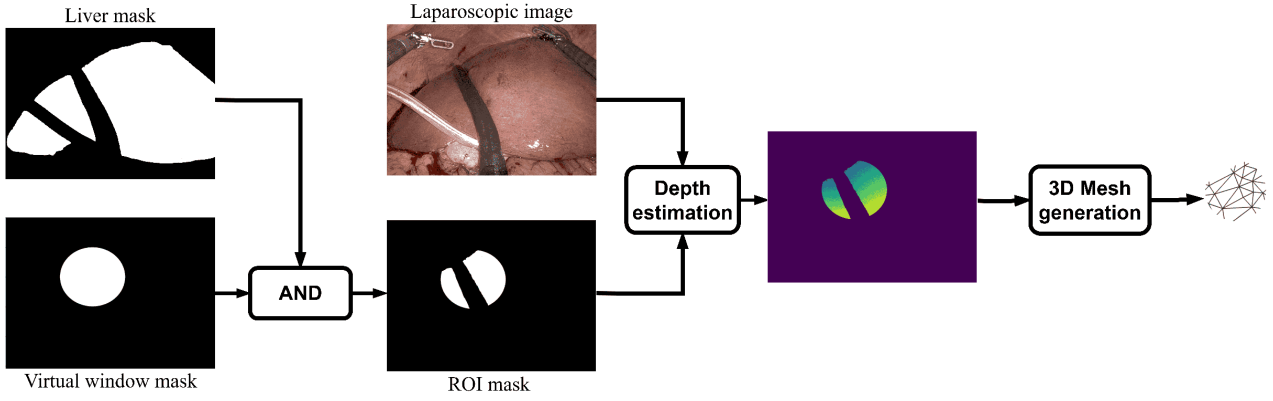 Liver mask
Laparoscopic image
Depth
estimation
3D Mesh
generation
AND
Virtual window mask
ROI mask